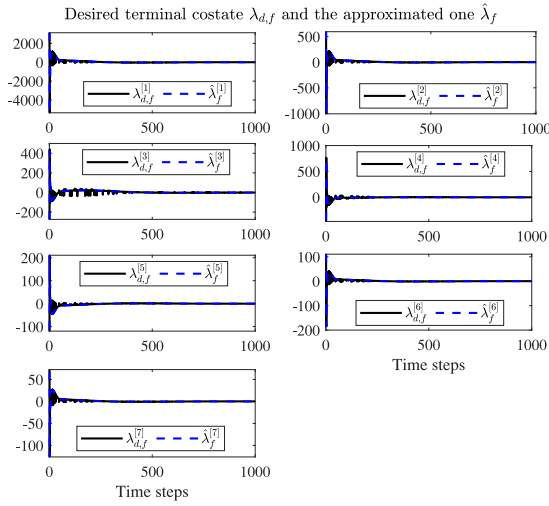 Desired terminal costate λ_{d,f} and the approximated one λ̂_f
2000
0
-2000
-4000
λ_{d,f}^{[1]} λ̂_f^{[1]}
0 500 1000
500
0
-500
-1000
λ_{d,f}^{[2]} λ̂_f^{[2]}
0 500 1000
400
200
0
-200
λ_{d,f}^{[3]} λ̂_f^{[3]}
0 500 1000
1000
500
0
λ_{d,f}^{[4]} λ̂_f^{[4]}
0 500 1000
200
100
0
-100
λ_{d,f}^{[5]} λ̂_f^{[5]}
0 500 1000
100
0
-100
-200
λ_{d,f}^{[6]} λ̂_f^{[6]}
0 500 1000
Time steps
50
0
-50
-100
λ_{d,f}^{[7]} λ̂_f^{[7]}
0 500 1000
Time steps